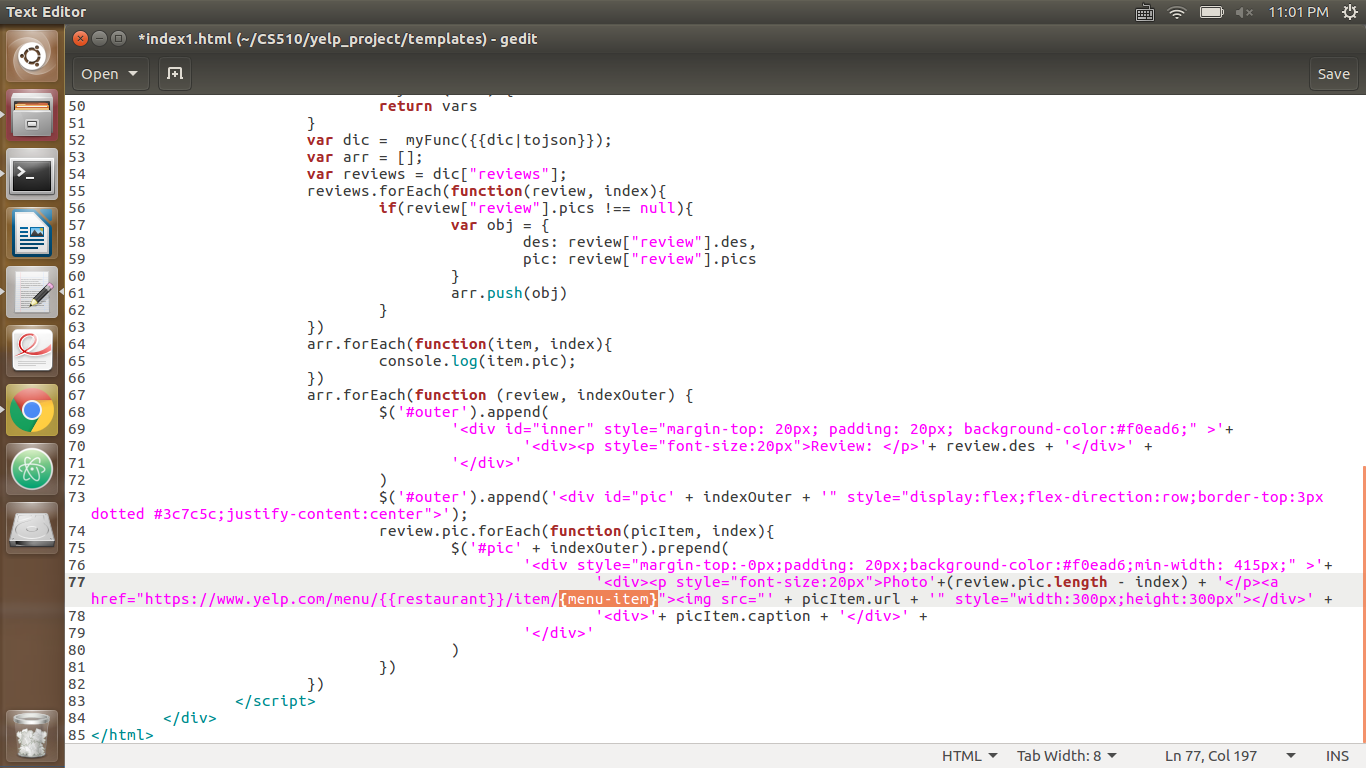 Text Editor
11:01 PM
*index1.html (~/CS510/yelp_project/templates) - gedit
Open
Save
50 return vars
51 }
52 var dic =  myFunc({{dic|tojson}});
53 var arr = [];
54 var reviews = dic["reviews"];
55 reviews.forEach(function(review, index){
56 if(review["review"].pics !== null){
57 var obj = {
58 des: review["review"].des,
59 pic: review["review"].pics
60 }
61 arr.push(obj)
62 }
63 })
64 arr.forEach(function(item, index){
65 console.log(item.pic);
66 })
67 arr.forEach(function (review, indexOuter) {
68 $('#outer').append(
69 '<div id="inner" style="margin-top: 20px; padding: 20px; background-color:#f0ead6;" >'+
70 '<div><p style="font-size:20px">Review: </p>'+ review.des + '</div>' +
71 '</div>'
72 )
73 $('#outer').append('<div id="pic' + indexOuter + '" style="display:flex;flex-direction:row;border-top:3px
dotted #3c7c5c;justify-content:center">');
74 review.pic.forEach(function(picItem, index){
75 $('#pic' + indexOuter).prepend(
76 '<div style="margin-top:-0px;padding: 20px;background-color:#f0ead6;min-width: 415px;" >'+
77 '<div><p style="font-size:20px">Photo'+(review.pic.length - index) + '</p><a
href="https://www.yelp.com/menu/{{restaurant}}/item/{menu-item}"><img src="' + picItem.url + '" style="width:300px;height:300px"></div>' +
78 '<div>'+ picItem.caption + '</div>' +
79 '</div>'
80 )
81 })
82 })
83 </script>
84 </div>
85 </html>
HTML Tab Width: 8 Ln 77, Col 197 INS